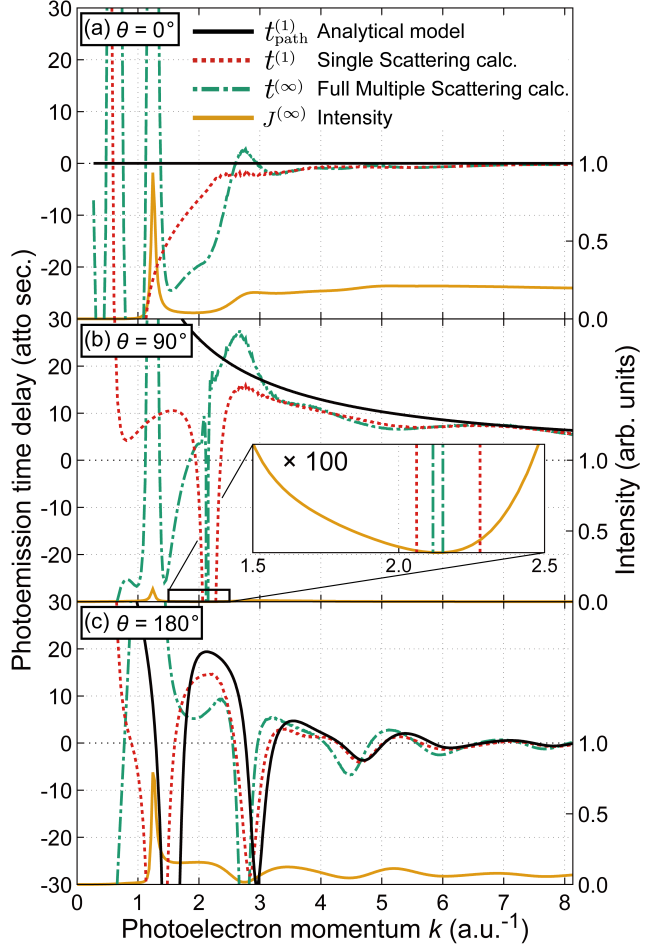 (a) θ = 0°
t_path^(1) Analytical model
t^(1) Single Scattering calc.
t^(∞) Full Multiple Scattering calc.
J^(∞) Intensity
30
20
10
0
-10
-20
30
1.0
0.5
0.0
(b) θ = 90°
20
10
0
-10
-20
30
1.0
0.5
0.0
× 100
1.5 2.0 2.5
(c) θ = 180°
20
10
0
-10
-20
-30
1.0
0.5
0.0
0 1 2 3 4 5 6 7 8
Photoelectron momentum k (a.u.⁻¹)
Photoemission time delay (atto sec.)
Intensity (arb. units)